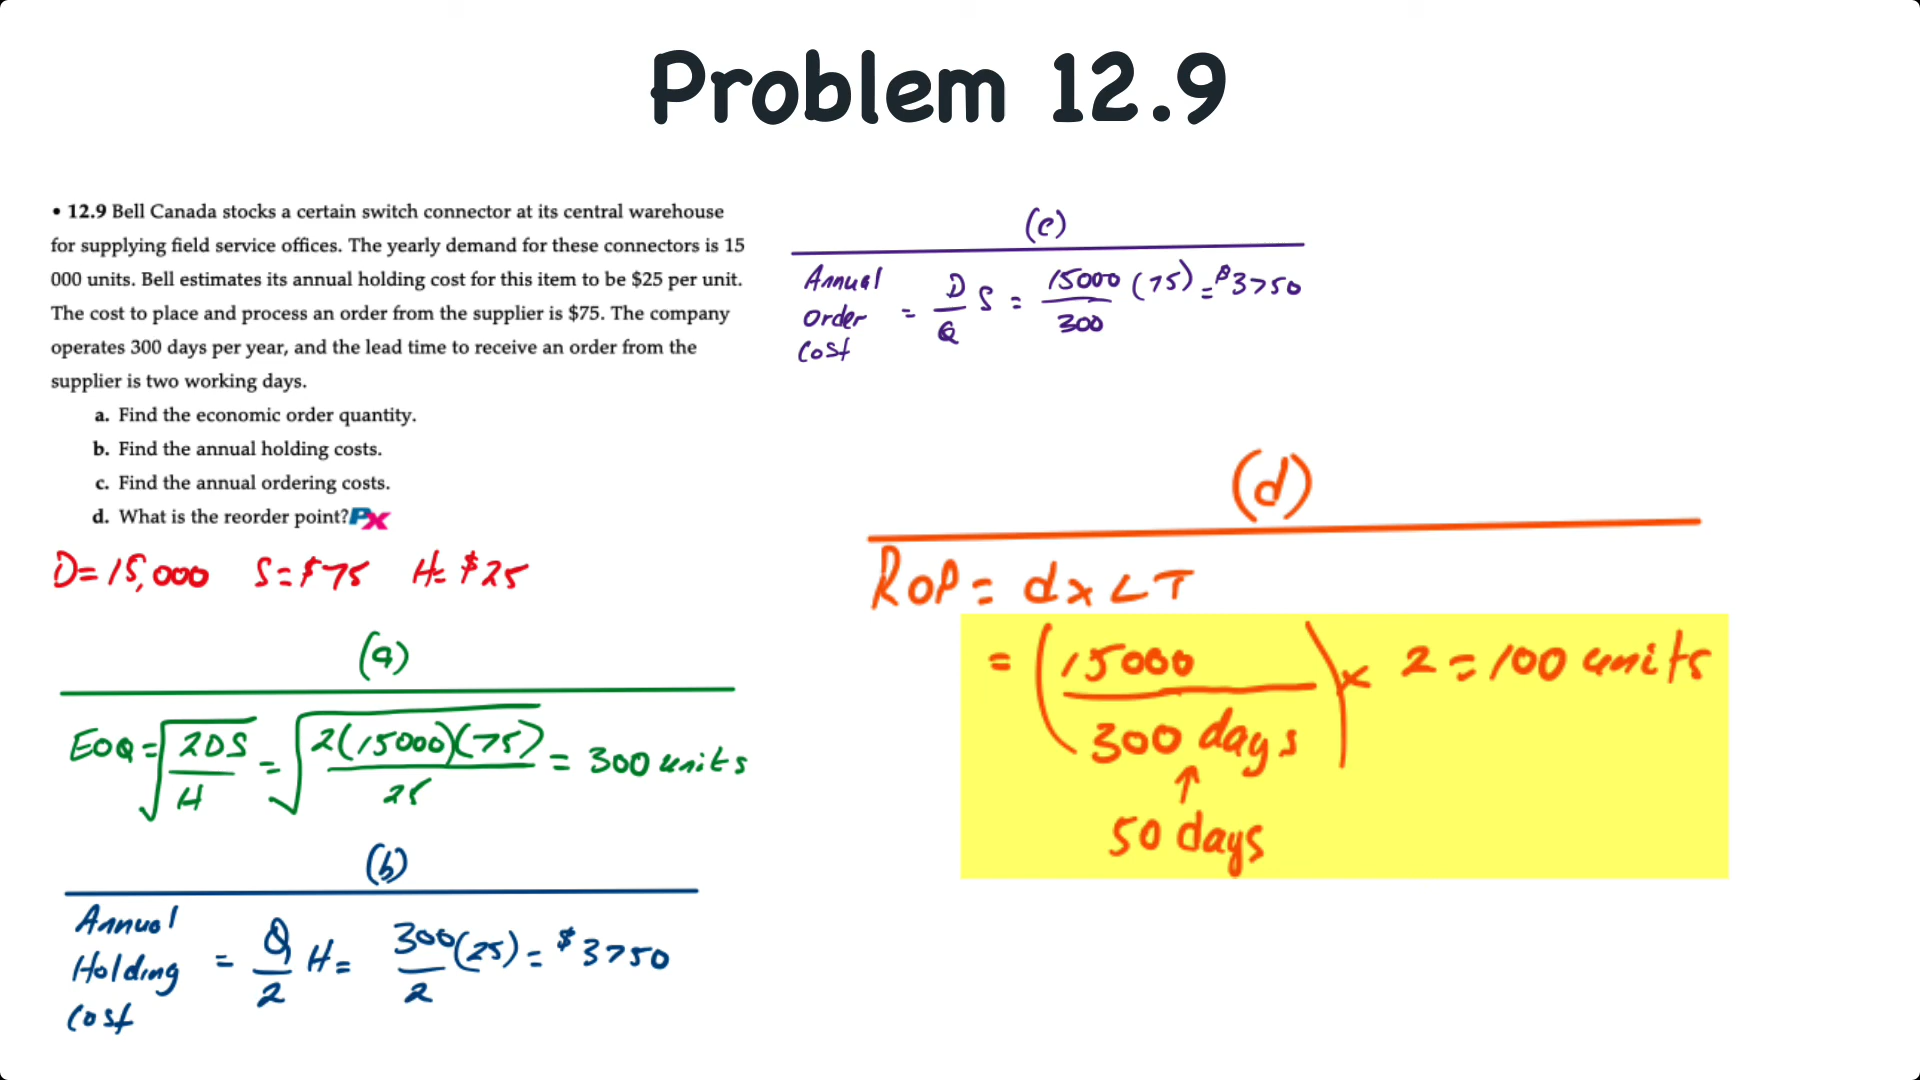 Problem 12.9
• 12.9 Bell Canada stocks a certain switch connector at its central warehouse
for supplying field service offices. The yearly demand for these connectors is 15
000 units. Bell estimates its annual holding cost for this item to be $25 per unit.
The cost to place and process an order from the supplier is $75. The company
operates 300 days per year, and the lead time to receive an order from the
supplier is two working days.
a. Find the economic order quantity.
b. Find the annual holding costs.
c. Find the annual ordering costs.
d. What is the reorder point? PX
D=15,000 S=$75 H=$25
(a)
EOQ=√2DS/H = √2(15000)(75)/25 = 300 units
(b)
Annual
Holding
Cost
= Q/2 H= 300/2 (25)=$3750
(c)
Annual
order
Cost
= D/Q S = 15000/300 (75)=$3750
(d)
ROP= d×LT
= (15000/300 days) × 2 = 100 units
↑
50 days